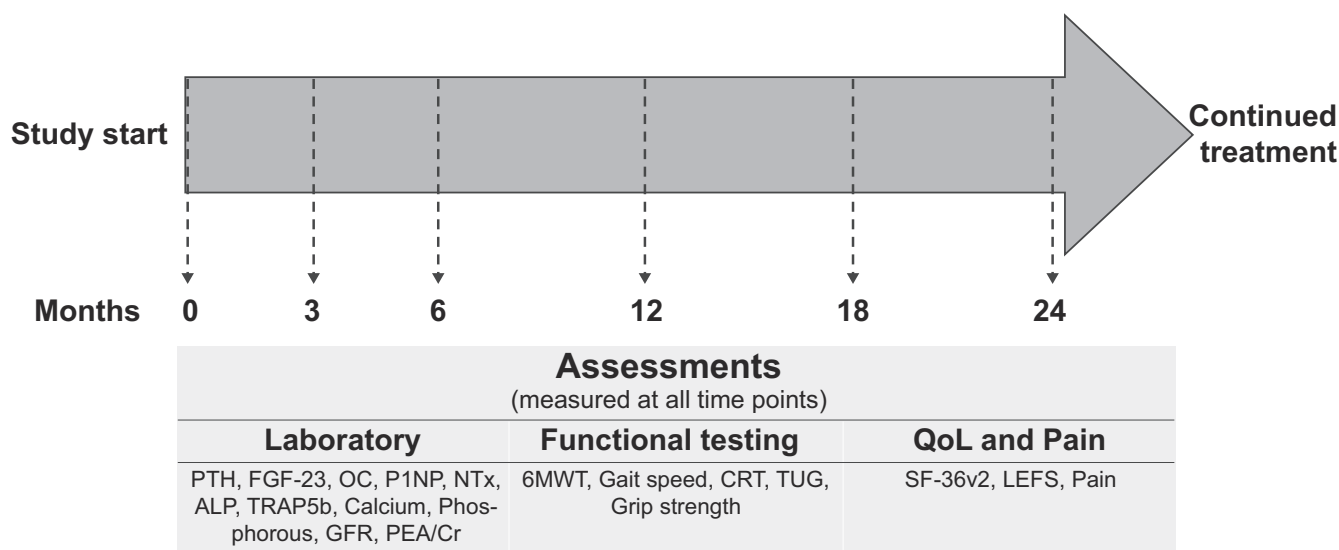 Study start
Continued
treatment
Months 0 3 6 12 18 24
Assessments
(measured at all time points)
Laboratory
PTH, FGF-23, OC, P1NP, NTx,
ALP, TRAP5b, Calcium, Phos-
phorous, GFR, PEA/Cr
Functional testing
6MWT, Gait speed, CRT, TUG,
Grip strength
QoL and Pain
SF-36v2, LEFS, Pain